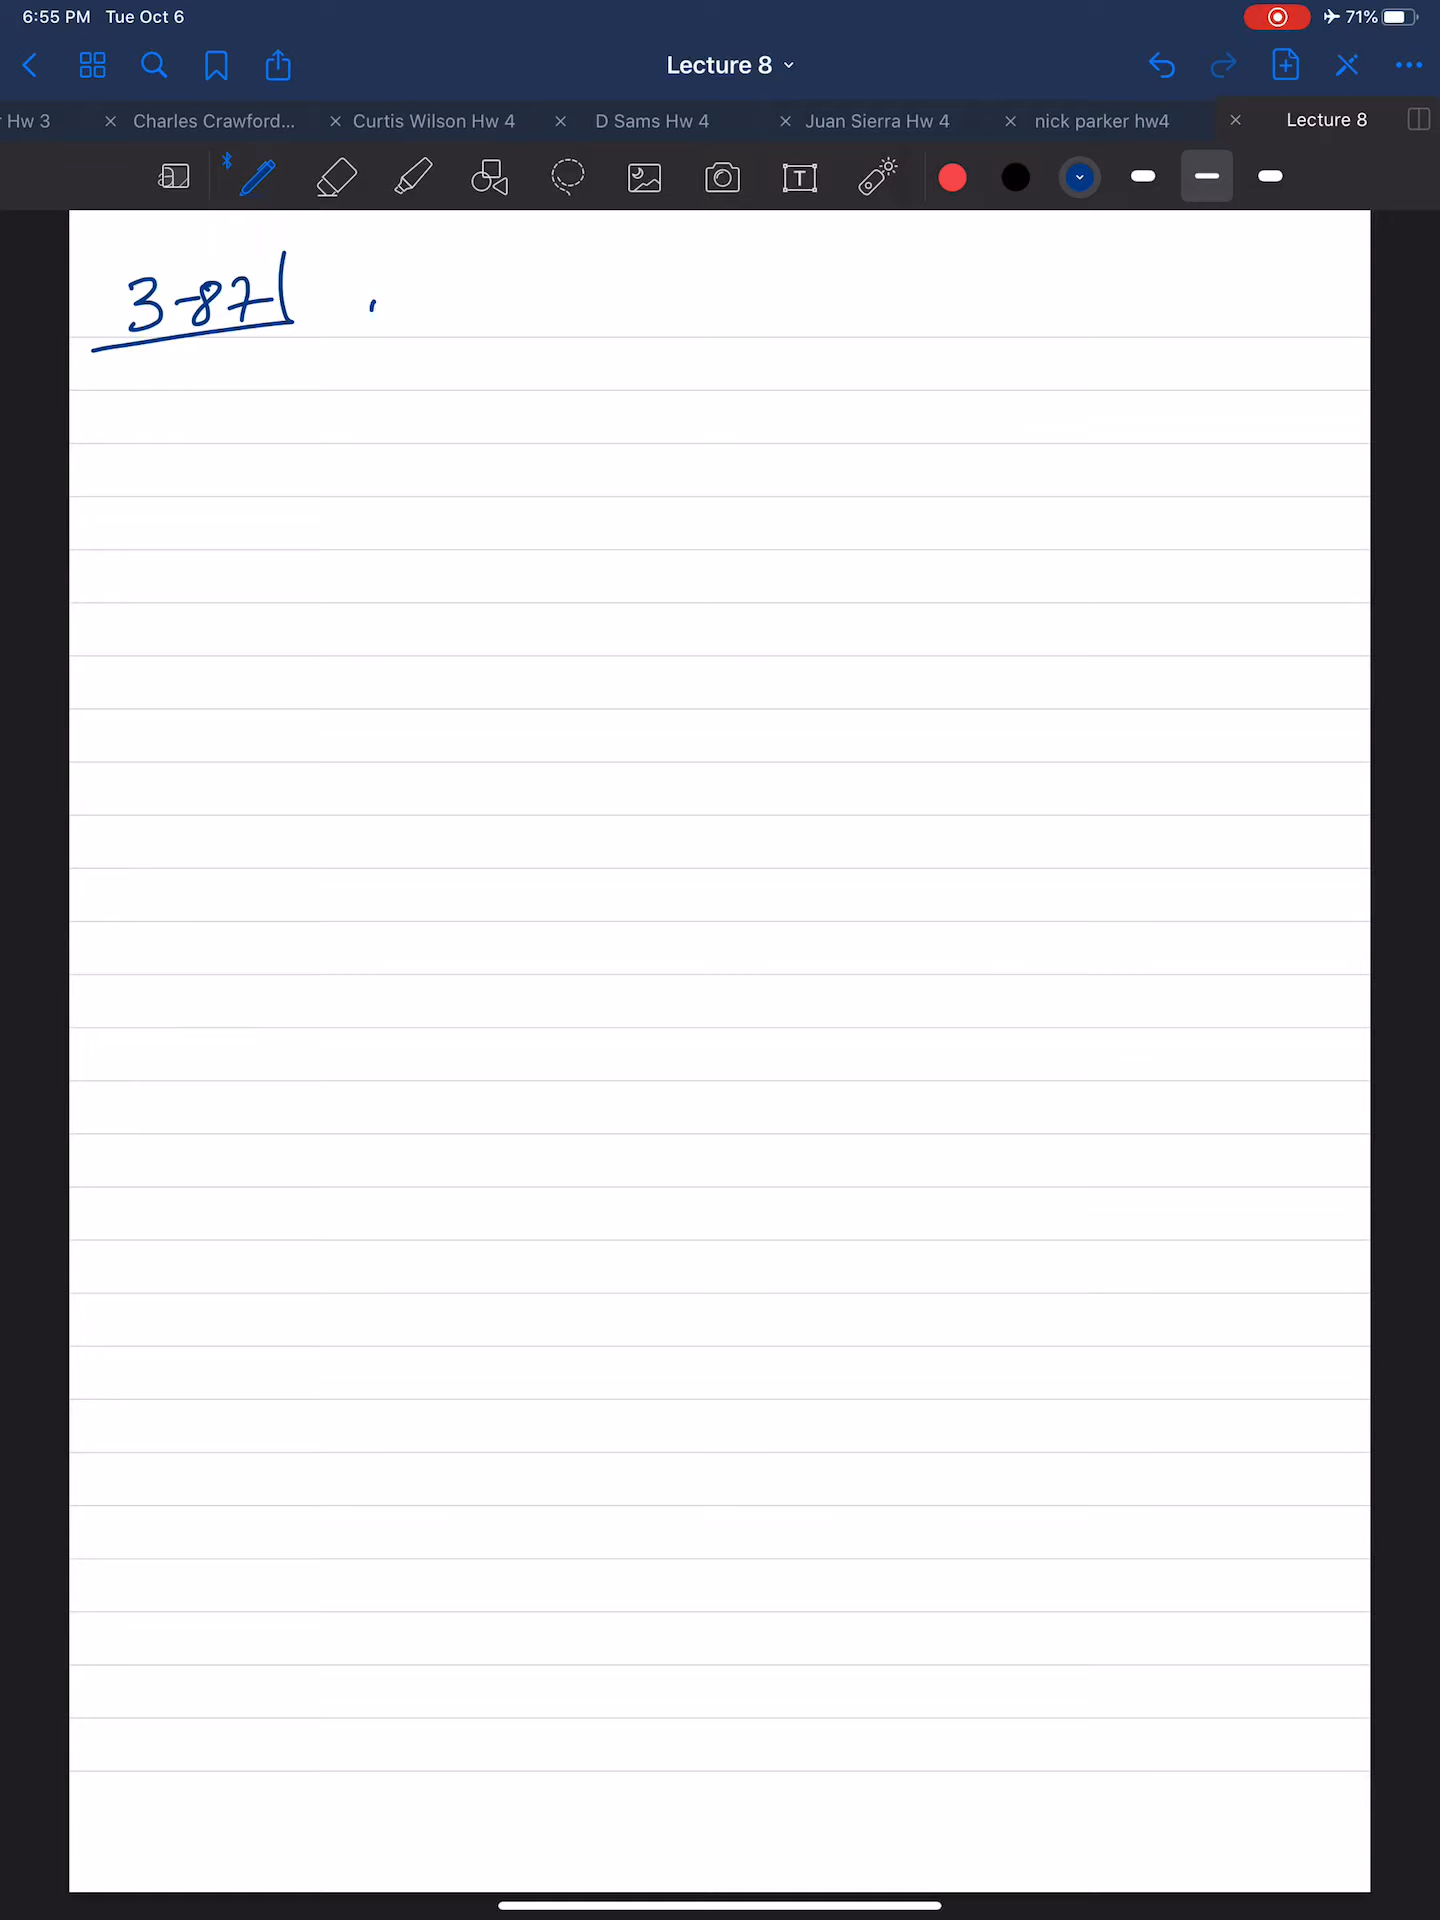 6:55 PM Tue Oct 6 71%
Lecture 8
r Hw 3 Charles Crawford... Curtis Wilson Hw 4 D Sams Hw 4 Juan Sierra Hw 4 nick parker hw4 Lecture 8
T
3-87